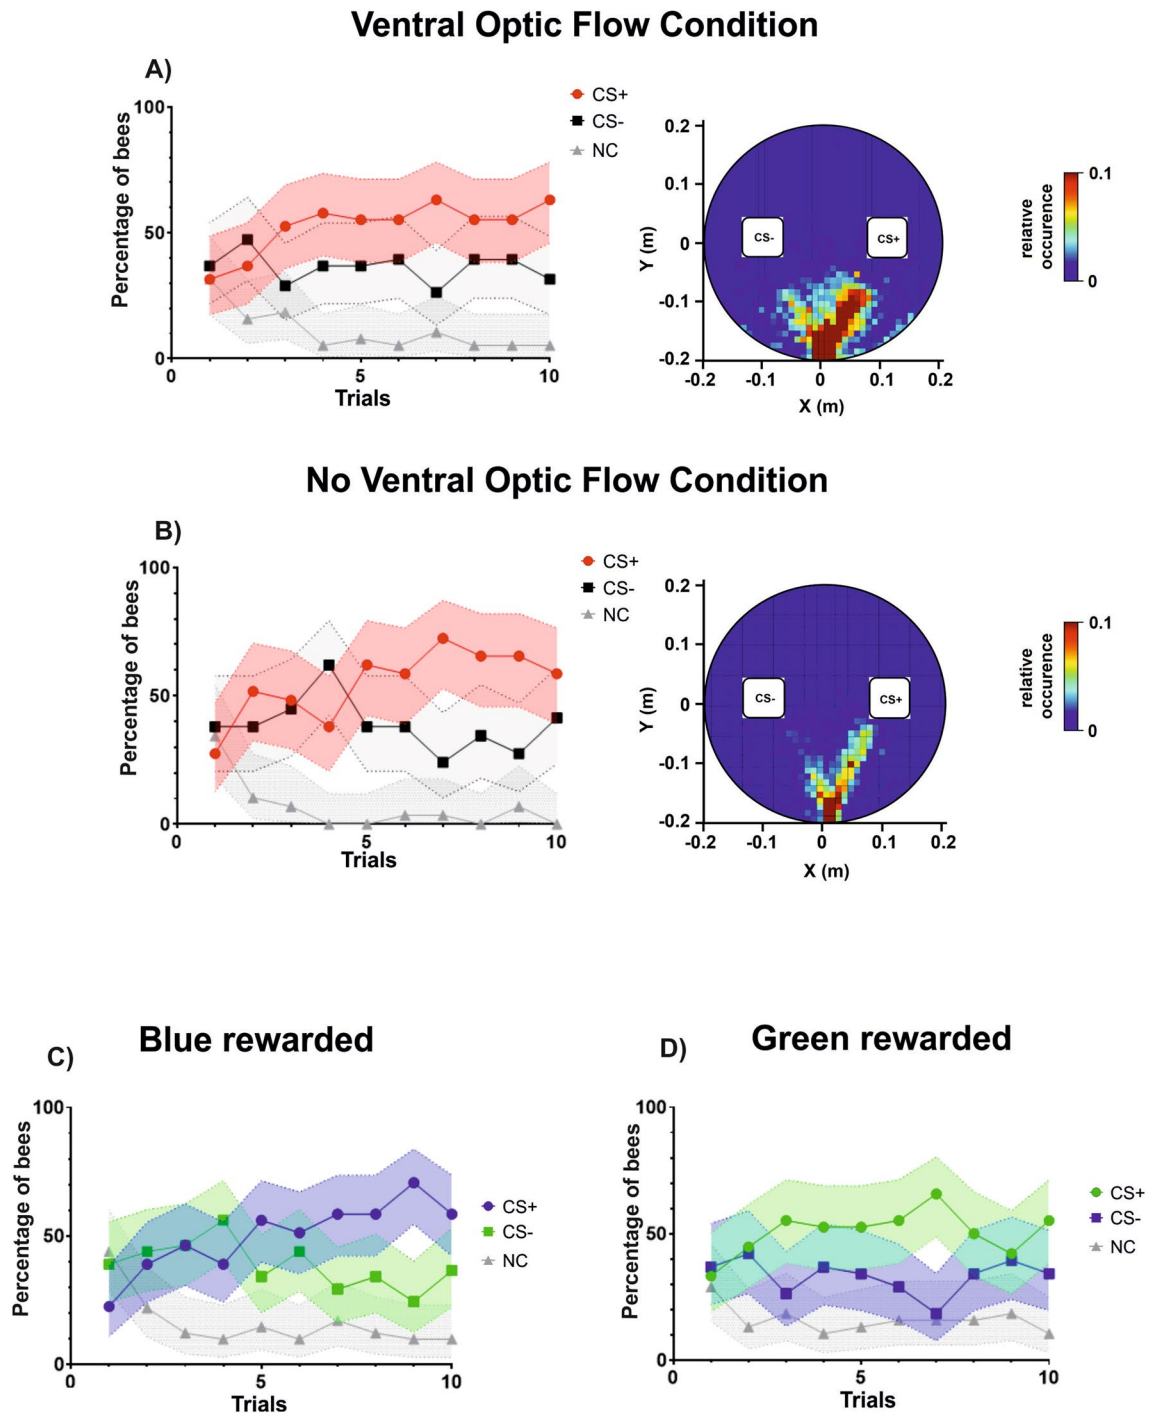 Ventral Optic Flow Condition
A)
CS+
CS-
NC
Percentage of bees
100
50
0
0
5
10
Trials
Y (m)
0.2
0.1
0
-0.1
-0.2
CS-
CS+
-0.2
-0.1
0
0.1
0.2
X (m)
relative
occurence
0.1
0
No Ventral Optic Flow Condition
B)
CS+
CS-
NC
Percentage of bees
100
50
0
0
5
10
Trials
Y (m)
0.2
0.1
0
-0.1
-0.2
CS-
CS+
-0.2
-0.1
0
0.1
0.2
X (m)
relative
occurence
0.1
0
C)
Blue rewarded
Percentage of bees
100
50
0
0
5
10
Trials
CS+
CS-
NC
D)
Green rewarded
Percentage of bees
100
50
0
0
5
10
Trials
CS+
CS-
NC